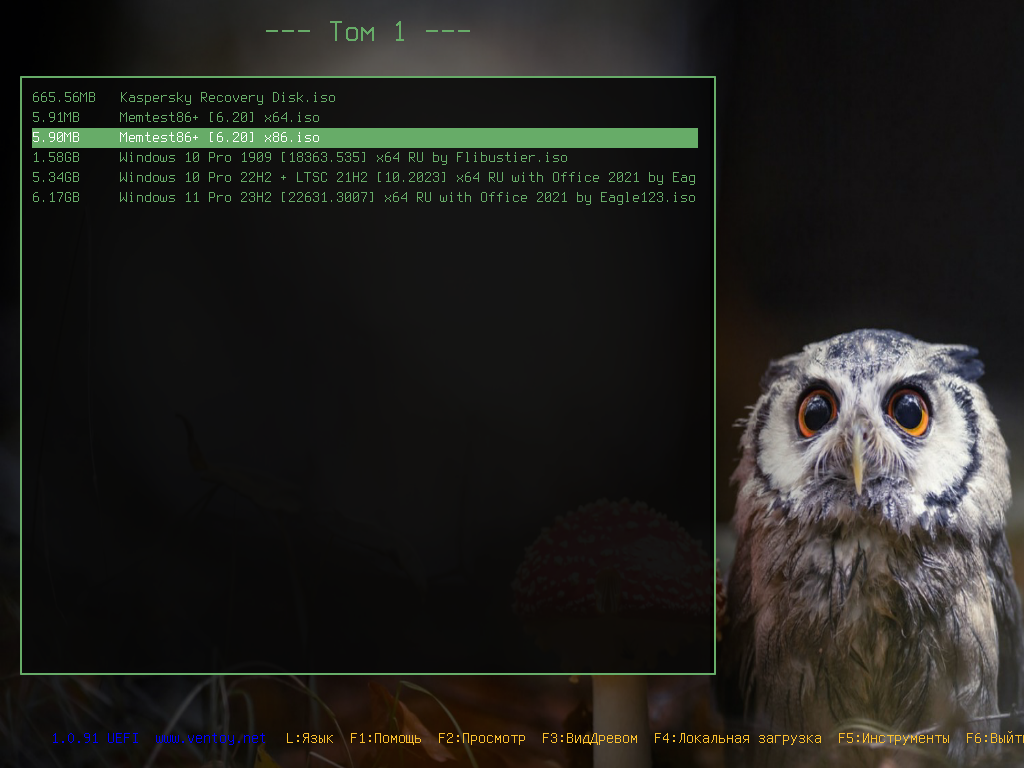 --- Том 1 ---
665.56MB Kaspersky Recovery Disk.iso
5.91MB Memtest86+ [6.20] x64.iso
5.90MB Memtest86+ [6.20] x86.iso
1.58GB Windows 10 Pro 1909 [18363.535] x64 RU by Flibustier.iso
5.34GB Windows 10 Pro 22H2 + LTSC 21H2 [10.2023] x64 RU with Office 2021 by Eag
6.17GB Windows 11 Pro 23H2 [22631.3007] x64 RU with Office 2021 by Eagle123.iso
1.0.51 UEFI www.ventoy.net L:Язык F1:Помощь F2:Просмотр F3:ВидДревом F4:Локальная загрузка F5:Инструменты F6:Выйт